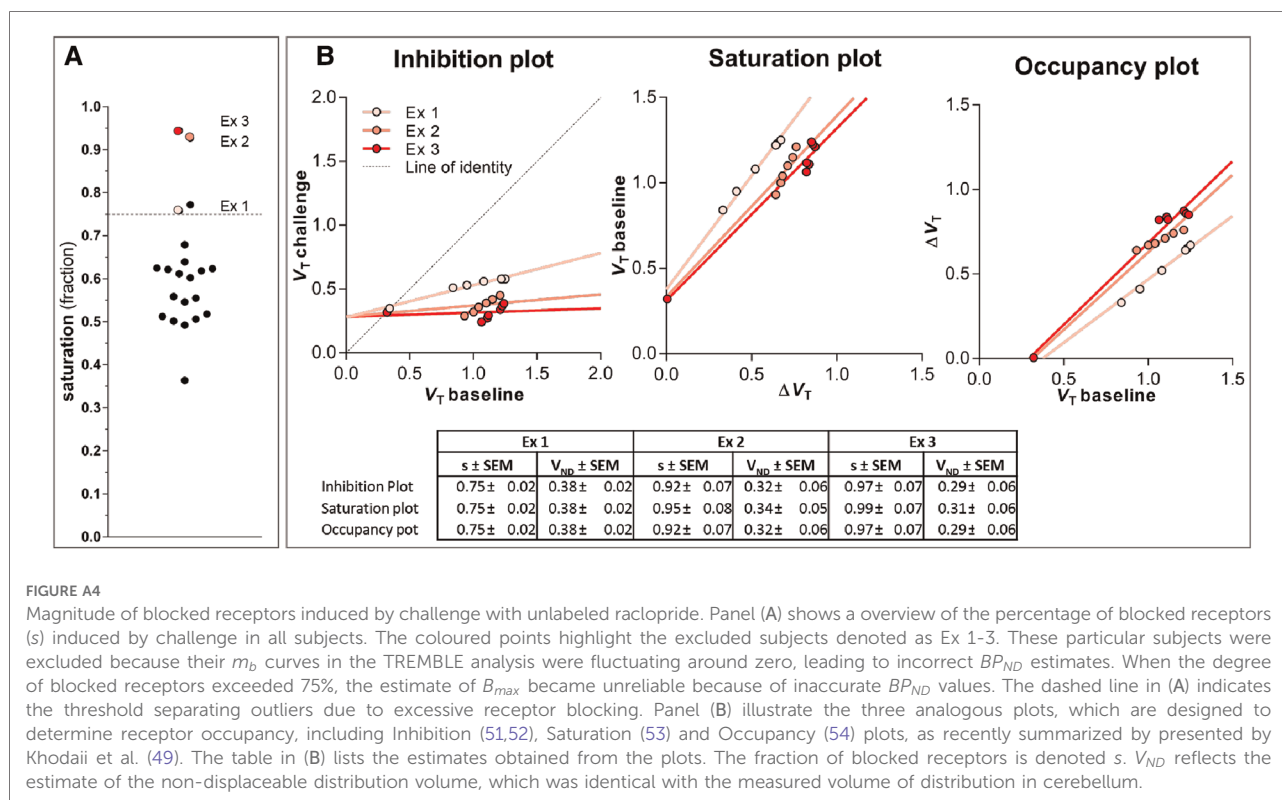 A
saturation (fraction)
1.0
0.9
0.8
0.7
0.6
0.5
0.4
0.3
0.2
0.1
0.0
Ex 3
Ex 2
Ex 1
B
Inhibition plot
VT challenge
2.0
1.5
1.0
0.5
0.0
Ex 1
Ex 2
Ex 3
Line of identity
0.0 0.5 1.0 1.5 2.0
VT baseline
Saturation plot
VT baseline
1.5
1.0
0.5
0.0
0.0 0.5 1.0 1.5
ΔVT
Occupancy plot
ΔVT
1.5
1.0
0.5
0.0
0.0 0.5 1.0 1.5
VT baseline
Ex 1 Ex 2 Ex 3
s ± SEM VND ± SEM s ± SEM VND ± SEM s ± SEM VND ± SEM
Inhibition Plot 0.75± 0.02 0.38± 0.02 0.92± 0.07 0.32± 0.06 0.97± 0.07 0.29± 0.06
Saturation plot 0.75± 0.02 0.38± 0.02 0.95± 0.08 0.34± 0.05 0.99± 0.07 0.31± 0.06
Occupancy pot 0.75± 0.02 0.38± 0.02 0.92± 0.07 0.32± 0.06 0.97± 0.07 0.29± 0.06
FIGURE A4
Magnitude of blocked receptors induced by challenge with unlabeled raclopride. Panel (A) shows a overview of the percentage of blocked receptors
(s) induced by challenge in all subjects. The coloured points highlight the excluded subjects denoted as Ex 1-3. These particular subjects were
excluded because their mb curves in the TREMBLE analysis were fluctuating around zero, leading to incorrect BPND estimates. When the degree
of blocked receptors exceeded 75%, the estimate of Bmax became unreliable because of inaccurate BPND values. The dashed line in (A) indicates
the threshold separating outliers due to excessive receptor blocking. Panel (B) illustrate the three analogous plots, which are designed to
determine receptor occupancy, including Inhibition (51,52), Saturation (53) and Occupancy (54) plots, as recently summarized by presented by
Khodaii et al. (49). The table in (B) lists the estimates obtained from the plots. The fraction of blocked receptors is denoted s. VND reflects the
estimate of the non-displaceable distribution volume, which was identical with the measured volume of distribution in cerebellum.